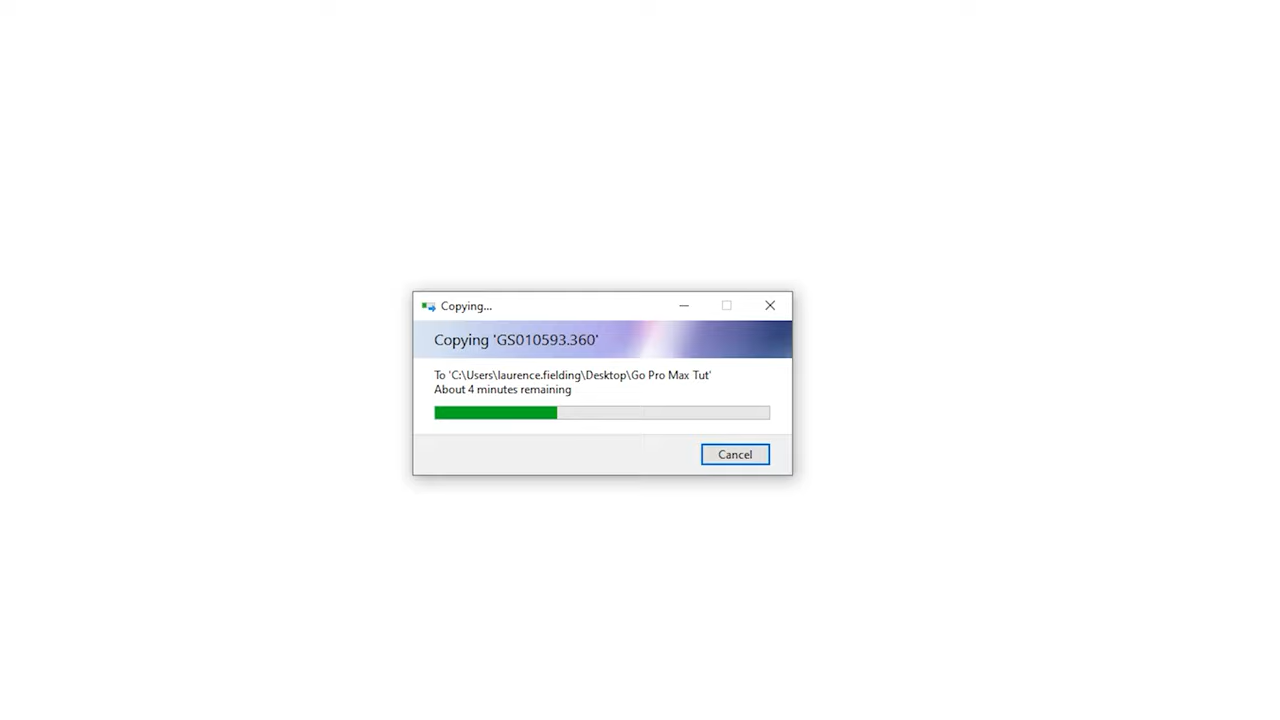 Copying...
Copying 'GS010593.360'
To 'C:\Users\laurence.fielding\Desktop\Go Pro Max Tut'
About 4 minutes remaining
Cancel